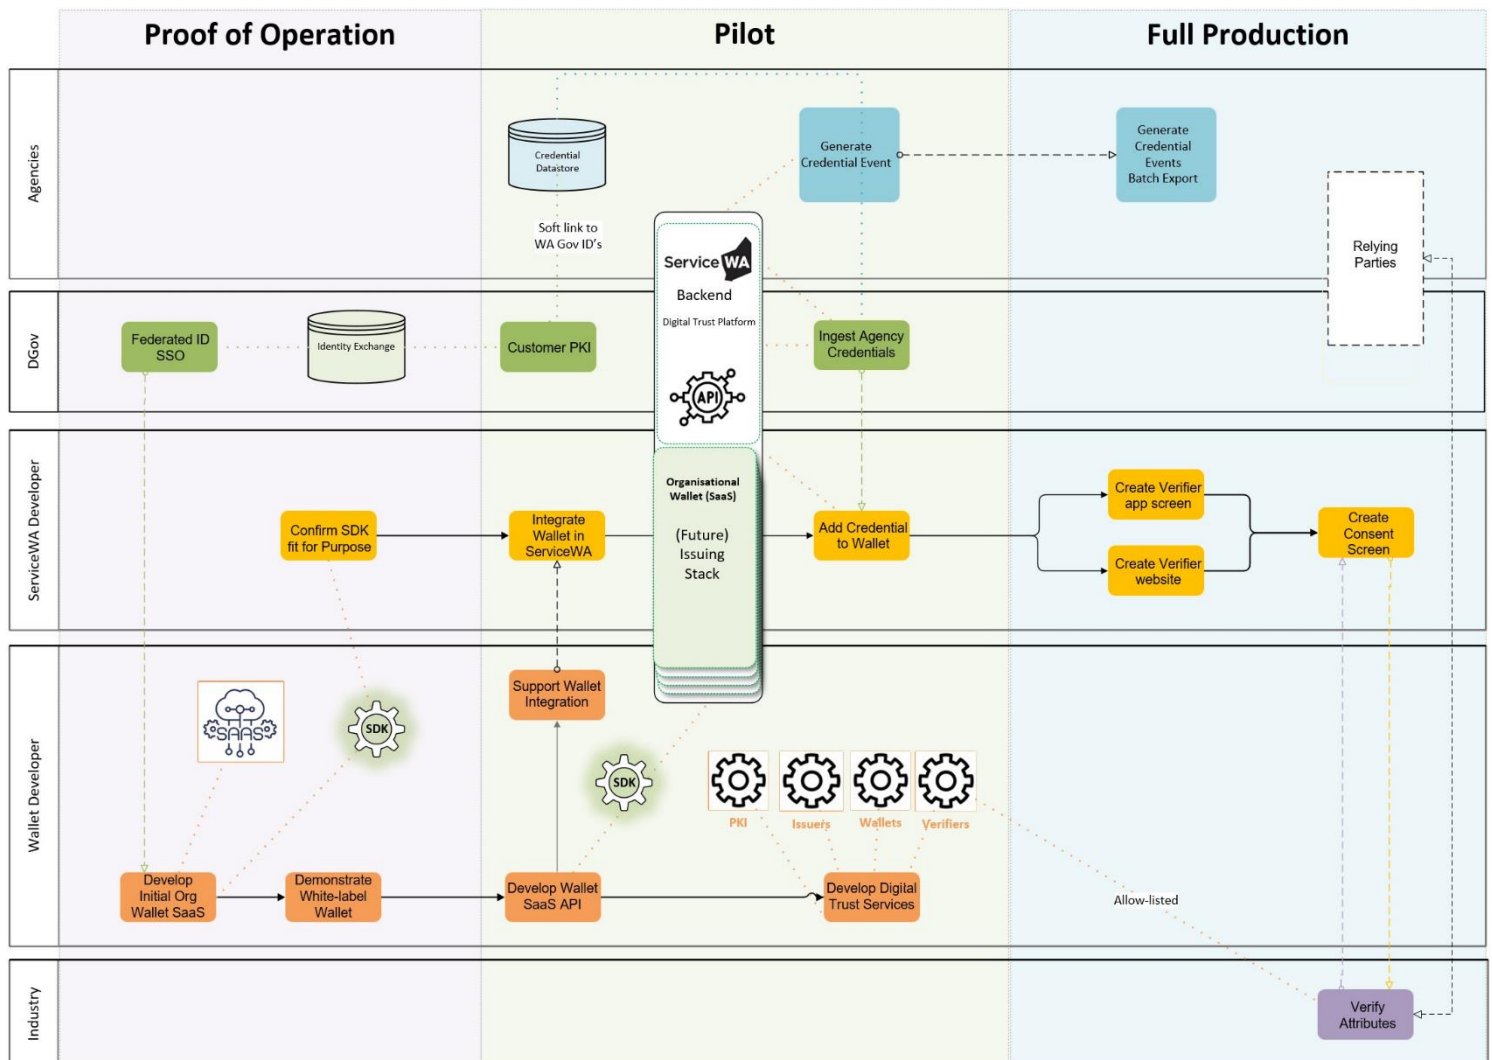 Proof of Operation
Pilot
Full Production
Agencies
Credential
Datastore
Generate
Credential Event
Generate
Credential
Events
Batch Export
Soft link to
WA Gov ID's
Relying
Parties
Service WA
Backend
Digital Trust Platform
API
DGov
Federated ID
SSO
Identity Exchange
Customer PKI
Ingest Agency
Credentials
ServiceWA Developer
Confirm SDK
fit for Purpose
Integrate
Wallet in
ServiceWA
Organisational
Wallet (SaaS)
(Future)
Issuing
Stack
Add Credential
to Wallet
Create Verifier
app screen
Create Verifier
website
Create
Consent
Screen
Wallet Developer
SAAS
SDK
Support Wallet
Integration
SDK
PKI
Issuers
Wallets
Verifiers
Develop
Initial Org
Wallet SaaS
Demonstrate
White-label
Wallet
Develop Wallet
SaaS API
Develop Digital
Trust Services
Allow-listed
Industry
Verify
Attributes